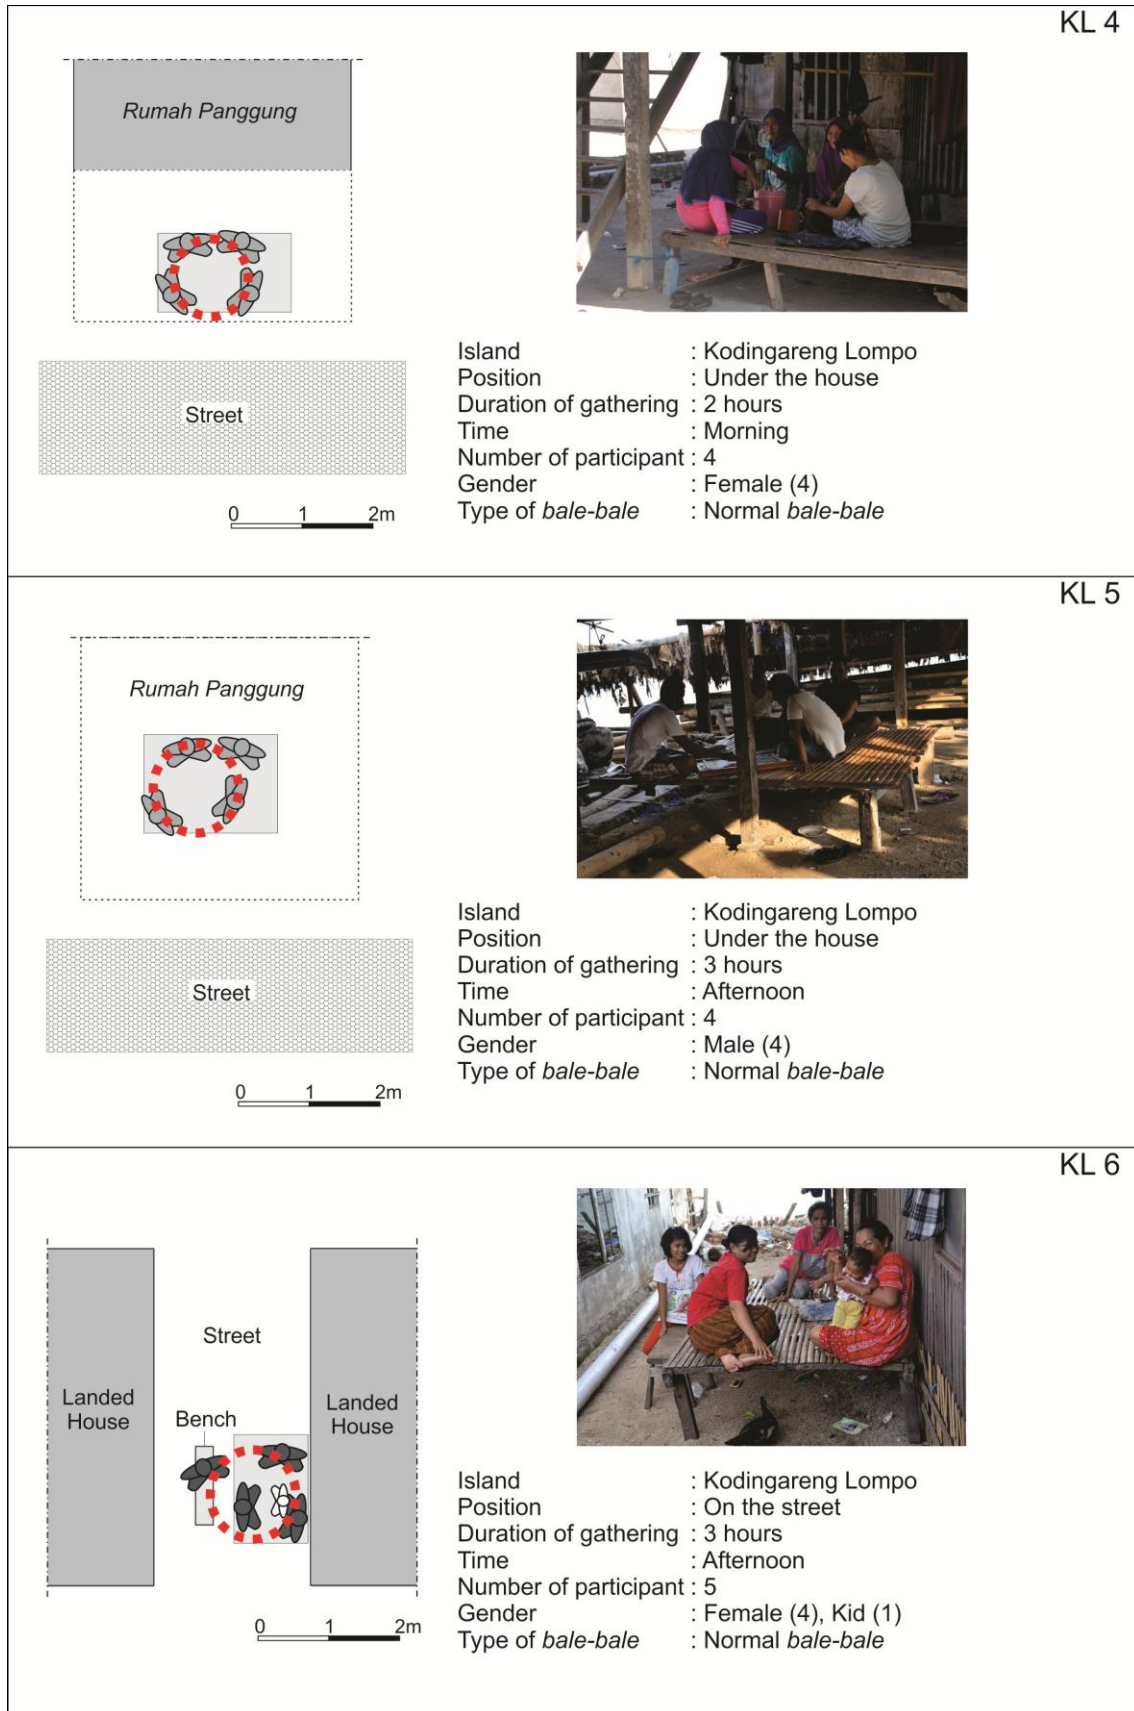 KL 4
Rumah Panggung
Street
0 1 2m
Island : Kodingareng Lompo
Position : Under the house
Duration of gathering : 2 hours
Time : Morning
Number of participant : 4
Gender : Female (4)
Type of bale-bale : Normal bale-bale
KL 5
Rumah Panggung
Street
0 1 2m
Island : Kodingareng Lompo
Position : Under the house
Duration of gathering : 3 hours
Time : Afternoon
Number of participant : 4
Gender : Male (4)
Type of bale-bale : Normal bale-bale
KL 6
Street
Landed
House
Bench
Landed
House
0 1 2m
Island : Kodingareng Lompo
Position : On the street
Duration of gathering : 3 hours
Time : Afternoon
Number of participant : 5
Gender : Female (4), Kid (1)
Type of bale-bale : Normal bale-bale